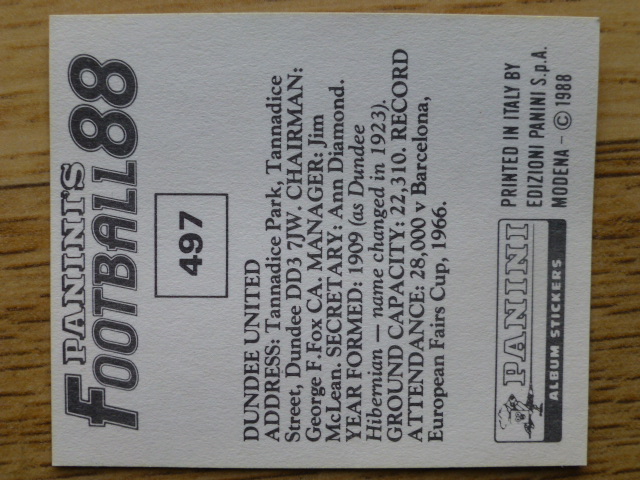 PANINI'S
FOOTBALL 88
497
DUNDEE UNITED
ADDRESS: Tannadice Park, Tannadice
Street, Dundee DD3 7JW. CHAIRMAN:
George F. Fox CA. MANAGER: Jim
McLean. SECRETARY: Ann Diamond.
YEAR FORMED: 1909 (as Dundee
Hibernian — name changed in 1923).
GROUND CAPACITY: 22,310. RECORD
ATTENDANCE: 28,000 v Barcelona,
European Fairs Cup, 1966.
PANINI
ALBUM STICKERS
PRINTED IN ITALY BY
EDIZIONI PANINI S.p.A.
MODENA - © 1988